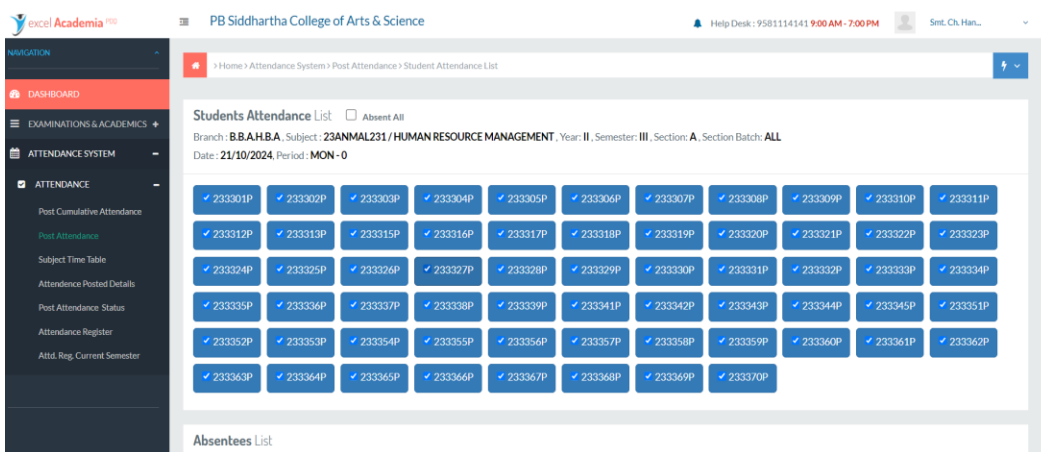 excel Academia PRO
PB Siddhartha College of Arts & Science
Help Desk : 9581114141 9:00 AM - 7:00 PM
Smt. Ch. Han...
NAVIGATION
DASHBOARD
EXAMINATIONS & ACADEMICS +
ATTENDANCE SYSTEM −
ATTENDANCE −
Post Cumulative Attendance
Post Attendance
Subject Time Table
Attendence Posted Details
Post Attendance Status
Attendance Register
Attd. Reg. Current Semester
> Home > Attendance System > Post Attendance > Student Attendance List
Students Attendance List Absent All
Branch : B.B.A.H.B.A , Subject : 23ANMAL231 / HUMAN RESOURCE MANAGEMENT , Year: II , Semester: III , Section: A , Section Batch: ALL
Date : 21/10/2024, Period : MON - 0
233301P 233302P 233303P 233304P 233305P 233306P 233307P 233308P 233309P 233310P 233311P
233312P 233313P 233315P 233316P 233317P 233318P 233319P 233320P 233321P 233322P 233323P
233324P 233325P 233326P 233327P 233328P 233329P 233330P 233331P 233332P 233333P 233334P
233335P 233336P 233337P 233338P 233339P 233341P 233342P 233343P 233344P 233345P 233351P
233352P 233353P 233354P 233355P 233356P 233357P 233358P 233359P 233360P 233361P 233362P
233363P 233364P 233365P 233366P 233367P 233368P 233369P 233370P
Absentees List